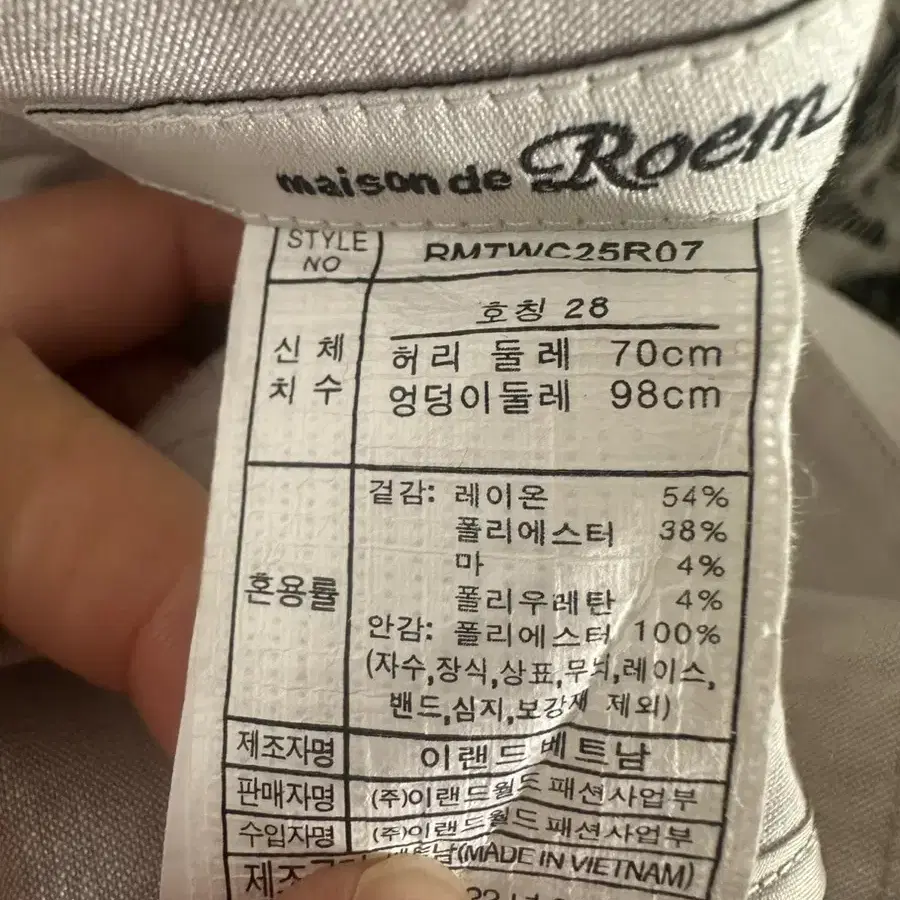 maison de Roem
STYLE NO RMTWC25R07
호칭 28
신체 치수
허리 둘레 70cm
엉덩이둘레 98cm
혼용률
겉감: 레이온 54%
폴리에스터 38%
마 4%
폴리우레탄 4%
안감: 폴리에스터 100%
(자수,장식,상표,무늬,레이스,
밴드,심지,보강재 제외)
제조자명 이랜드베트남
판매자명 (주)이랜드월드 패션사업부
수입자명 (주)이랜드월드 패션사업부
(MADE IN VIETNAM)